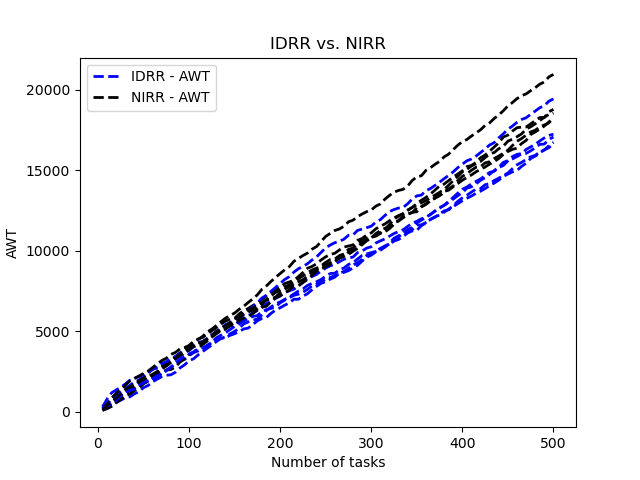 IDRR vs. NIRR
IDRR - AWT
NIRR - AWT
20000
15000
10000
5000
0
AWT
0 100 200 300 400 500
Number of tasks